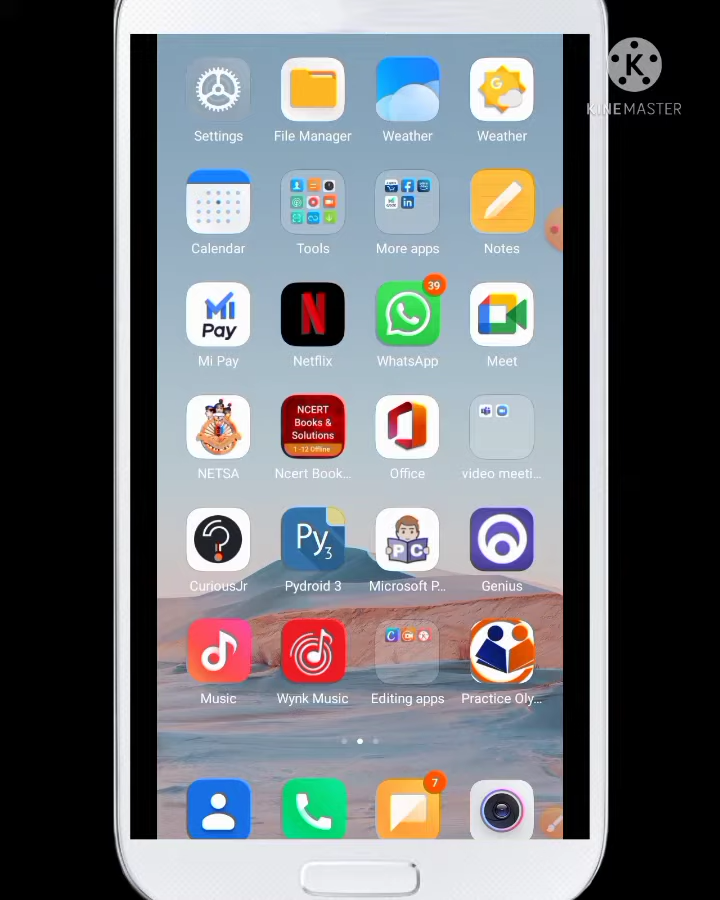 K
KINEMASTER
Settings
File Manager
Weather
Weather
G
Calendar
Tools
More apps
Notes
39
Mi
Pay
N
Mi Pay
Netflix
WhatsApp
Meet
NCERT
Books &
Solutions
1 -12 Offline
NETSA
Ncert Book...
Office
video meeti...
Py3
P C
CuriousJr
Pydroid 3
Microsoft P...
Genius
Music
Wynk Music
Editing apps
Practice Oly...
7